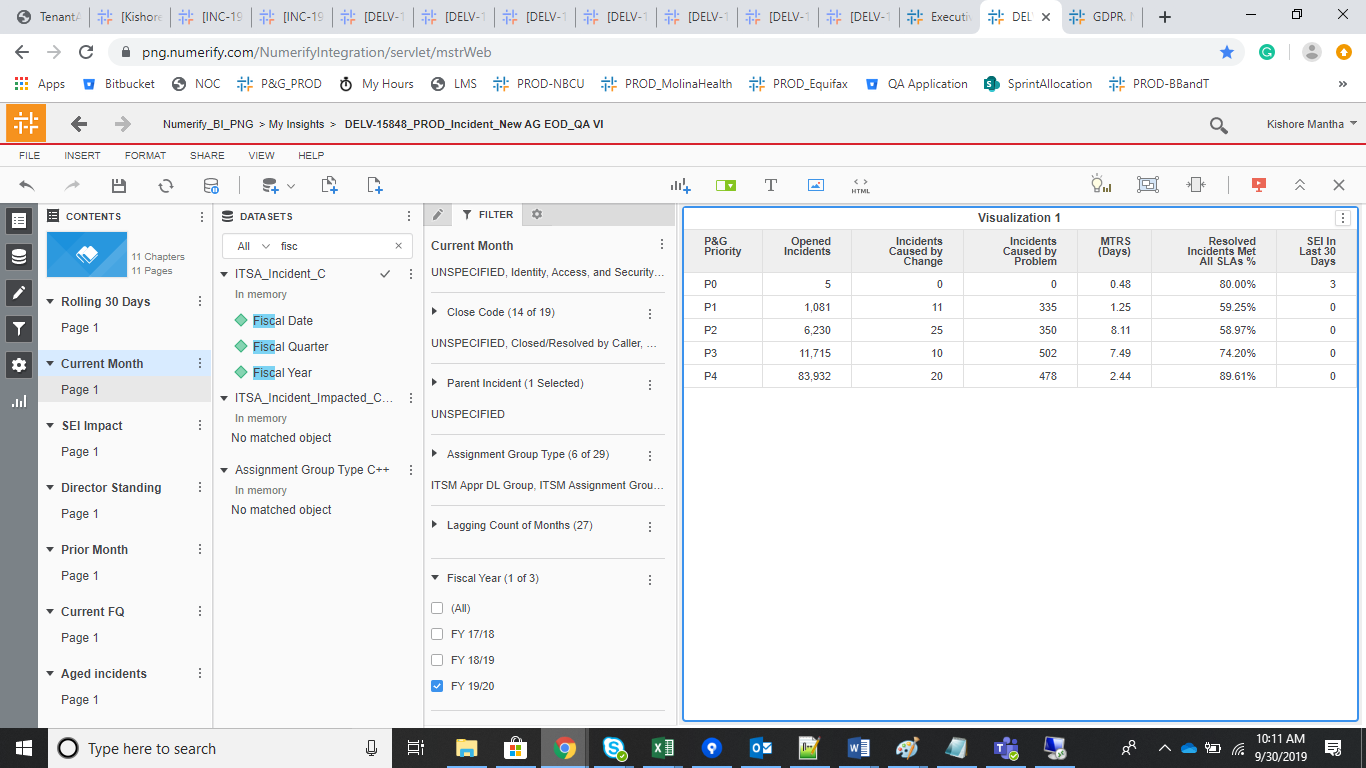 TenantA
[Kishore
[INC-19
[INC-19
[DELV-1
[DELV-1
[DELV-1
[DELV-1
[DELV-1
[DELV-1
[DELV-1
Executiv
DEL
GDPR.
png.numerify.com/NumerifyIntegration/servlet/mstrWeb
Apps
Bitbucket
NOC
P&G_PROD
My Hours
LMS
PROD-NBCU
PROD_MolinaHealth
PROD_Equifax
QA Application
SprintAllocation
PROD-BBandT
»
Numerify_BI_PNG > My Insights > DELV-15848_PROD_Incident_New AG EOD_QA VI
Kishore Mantha
FILE INSERT FORMAT SHARE VIEW HELP
HTML
CONTENTS
11 Chapters
11 Pages
Rolling 30 Days
Page 1
Current Month
Page 1
SEI Impact
Page 1
Director Standing
Page 1
Prior Month
Page 1
Current FQ
Page 1
Aged incidents
Page 1
DATASETS
All fisc
ITSA_Incident_C
In memory
Fiscal Date
Fiscal Quarter
Fiscal Year
ITSA_Incident_Impacted_C...
In memory
No matched object
Assignment Group Type C++
In memory
No matched object
FILTER
Current Month
UNSPECIFIED, Identity, Access, and Security...
Close Code (14 of 19)
UNSPECIFIED, Closed/Resolved by Caller, ...
Parent Incident (1 Selected)
UNSPECIFIED
Assignment Group Type (6 of 29)
ITSM Appr DL Group, ITSM Assignment Grou...
Lagging Count of Months (27)
Fiscal Year (1 of 3)
(All)
FY 17/18
FY 18/19
FY 19/20
Visualization 1
P&G Priority Opened Incidents Incidents Caused by Change Incidents Caused by Problem MTRS (Days) Resolved Incidents Met All SLAs % SEI In Last 30 Days
P0 5 0 0 0.48 80.00% 3
P1 1,081 11 335 1.25 59.25% 0
P2 6,230 25 350 8.11 58.97% 0
P3 11,715 10 502 7.49 74.20% 0
P4 83,932 20 478 2.44 89.61% 0
Type here to search
10:11 AM
9/30/2019